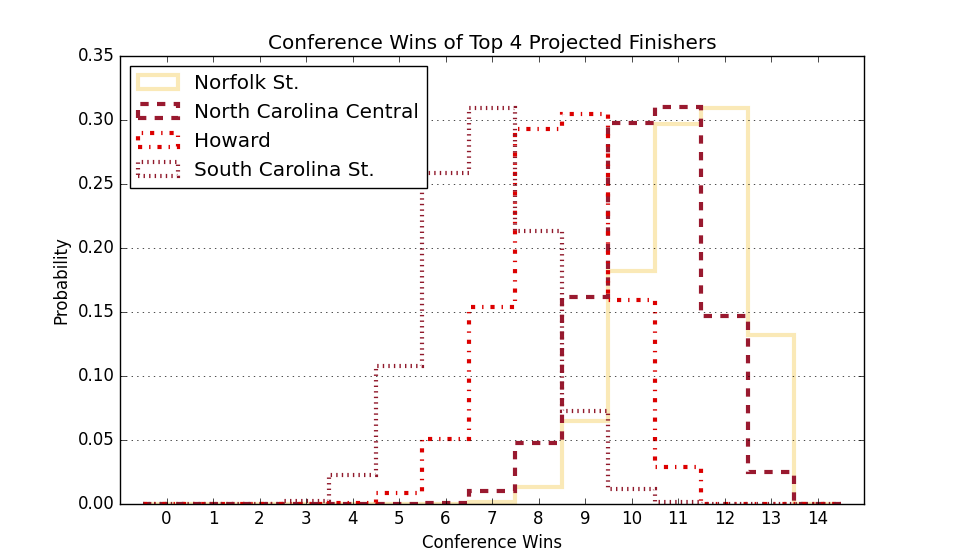 Conference Wins of Top 4 Projected Finishers
0.35
0.30
0.25
0.20
0.15
0.10
0.05
0.00
Probability
Norfolk St.
North Carolina Central
Howard
South Carolina St.
0 1 2 3 4 5 6 7 8 9 10 11 12 13 14
Conference Wins